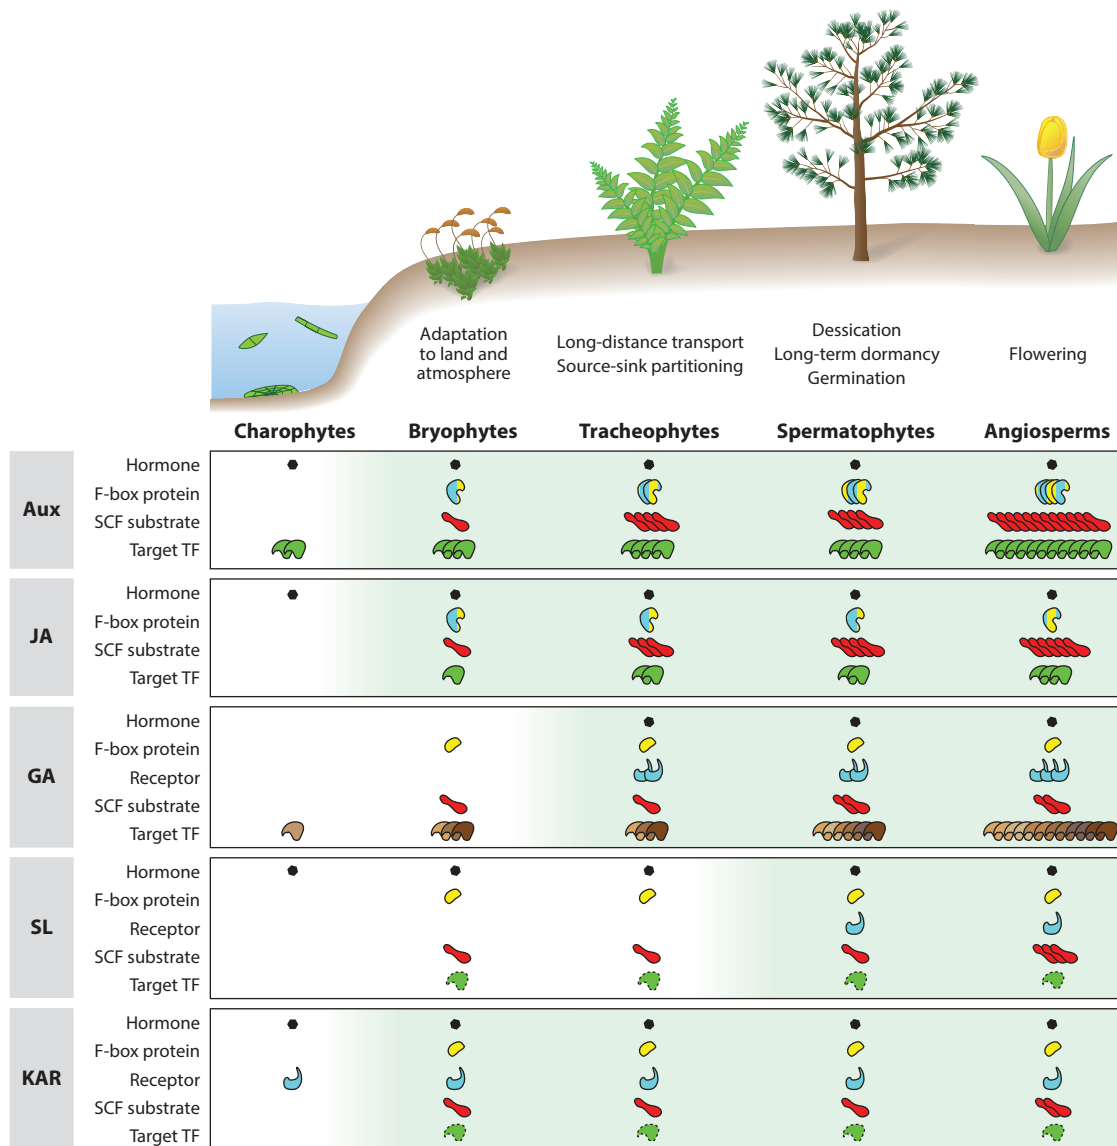 Adaptation
to land and
atmosphere
Long-distance transport
Source-sink partitioning
Dessication
Long-term dormancy
Germination
Flowering
Charophytes
Bryophytes
Tracheophytes
Spermatophytes
Angiosperms
Aux
Hormone
F-box protein
SCF substrate
Target TF
JA
Hormone
F-box protein
SCF substrate
Target TF
GA
Hormone
F-box protein
Receptor
SCF substrate
Target TF
SL
Hormone
F-box protein
Receptor
SCF substrate
Target TF
KAR
Hormone
F-box protein
Receptor
SCF substrate
Target TF